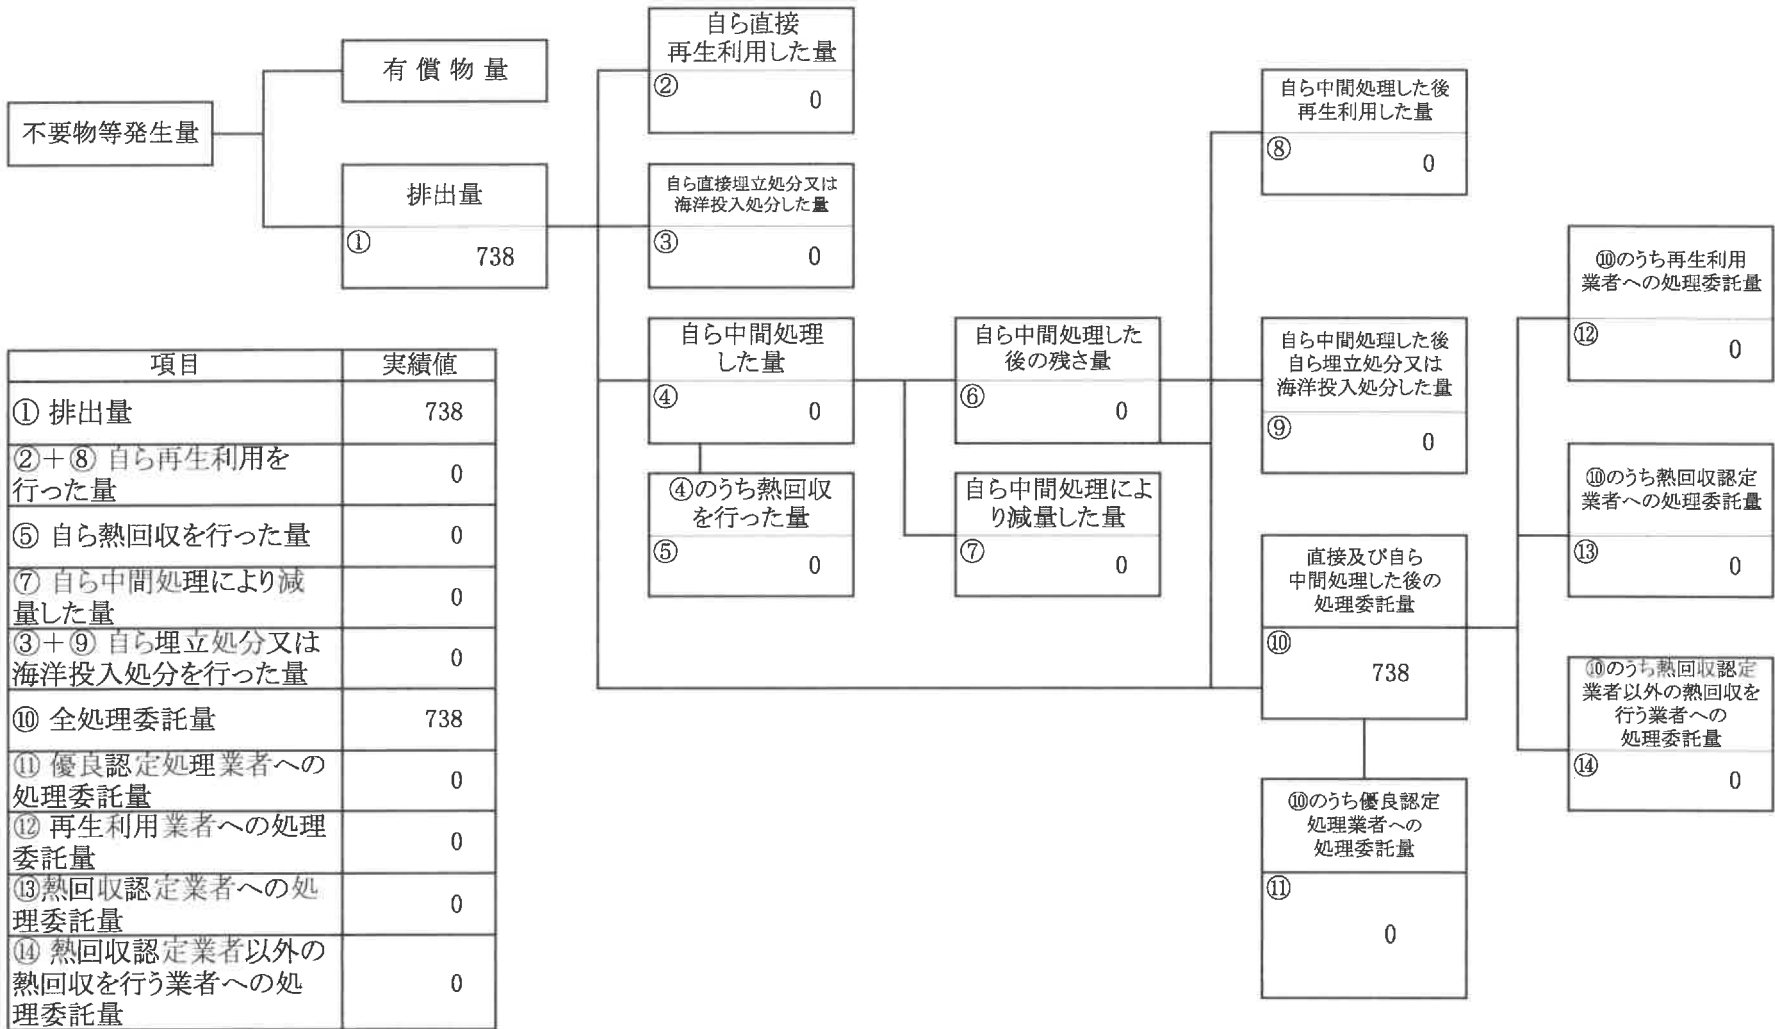 不要物等発生量
有償物量
排出量
①
738
自ら直接
再生利用した量
②
0
自ら直接埋立処分又は
海洋投入処分した量
③
0
自ら中間処理
した量
④
0
④のうち熱回収
を行った量
⑤
0
自ら中間処理した
後の残さ量
⑥
0
自ら中間処理によ
り減量した量
⑦
0
自ら中間処理した後
再生利用した量
⑧
0
自ら中間処理した後
自ら埋立処分又は
海洋投入処分した量
⑨
0
直接及び自ら
中間処理した後の
処理委託量
⑩
738
⑩のうち優良認定
処理業者への
処理委託量
⑪
0
⑩のうち再生利用
業者への処理委託量
⑫
0
⑩のうち熱回収認定
業者への処理委託量
⑬
0
⑩のうち熱回収認定
業者以外の熱回収を
行う業者への
処理委託量
⑭
0
項目 実績値
① 排出量 738
②+⑧ 自ら再生利用を
行った量 0
⑤ 自ら熱回収を行った量 0
⑦ 自ら中間処理により減
量した量 0
③+⑨ 自ら埋立処分又は
海洋投入処分を行った量 0
⑩ 全処理委託量 738
⑪ 優良認定処理業者への
処理委託量 0
⑫ 再生利用業者への処理
委託量 0
⑬熱回収認定業者への処
理委託量 0
⑭ 熱回収認定業者以外の
熱回収を行う業者への処
理委託量 0